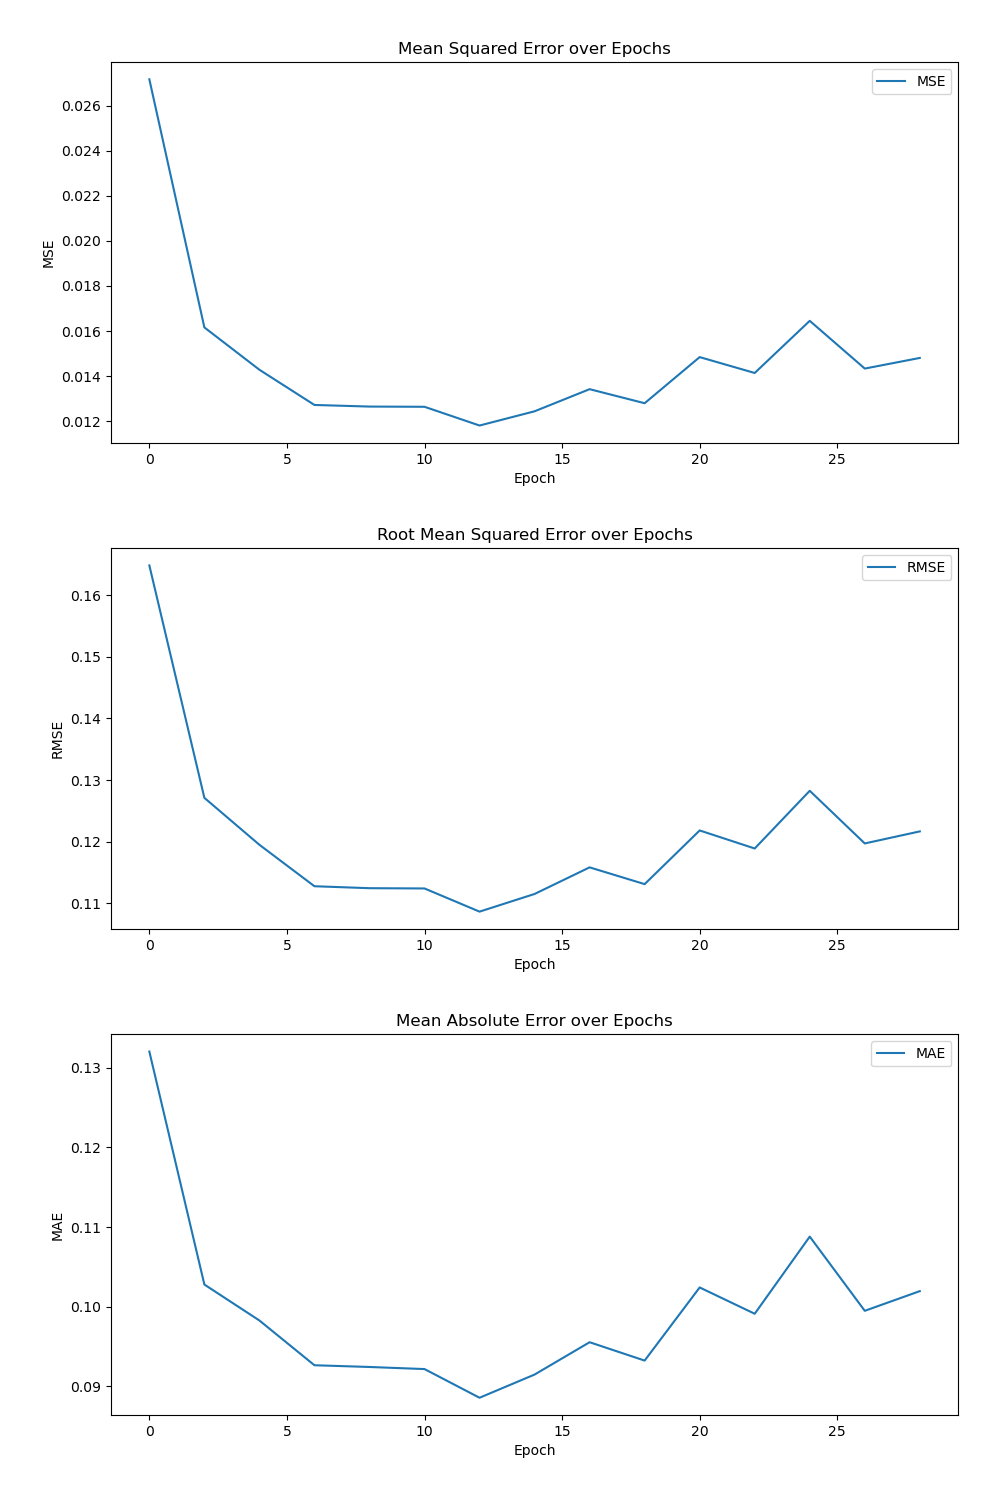 Mean Squared Error over Epochs
MSE
0.026
0.024
0.022
0.020
0.018
0.016
0.014
0.012
MSE
0 5 10 15 20 25
Epoch
Root Mean Squared Error over Epochs
RMSE
0.16
0.15
0.14
0.13
0.12
0.11
RMSE
0 5 10 15 20 25
Epoch
Mean Absolute Error over Epochs
MAE
0.13
0.12
0.11
0.10
0.09
MAE
0 5 10 15 20 25
Epoch